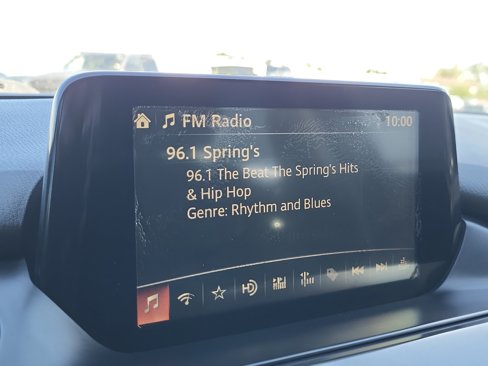 FM Radio 10:00
96.1 Spring's
96.1 The Beat The Spring's Hits
& Hip Hop
Genre: Rhythm and Blues